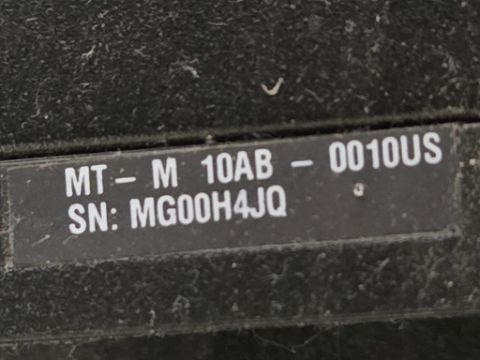 MT – M 10AB – 0010US
SN: MG00H4JQ